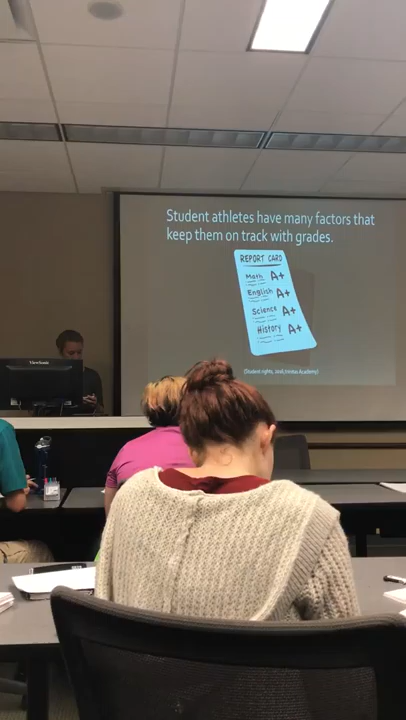 Student athletes have many factors that
keep them on track with grades.
REPORT CARD
Math A+
English A+
Science A+
History A+
ViewSonic